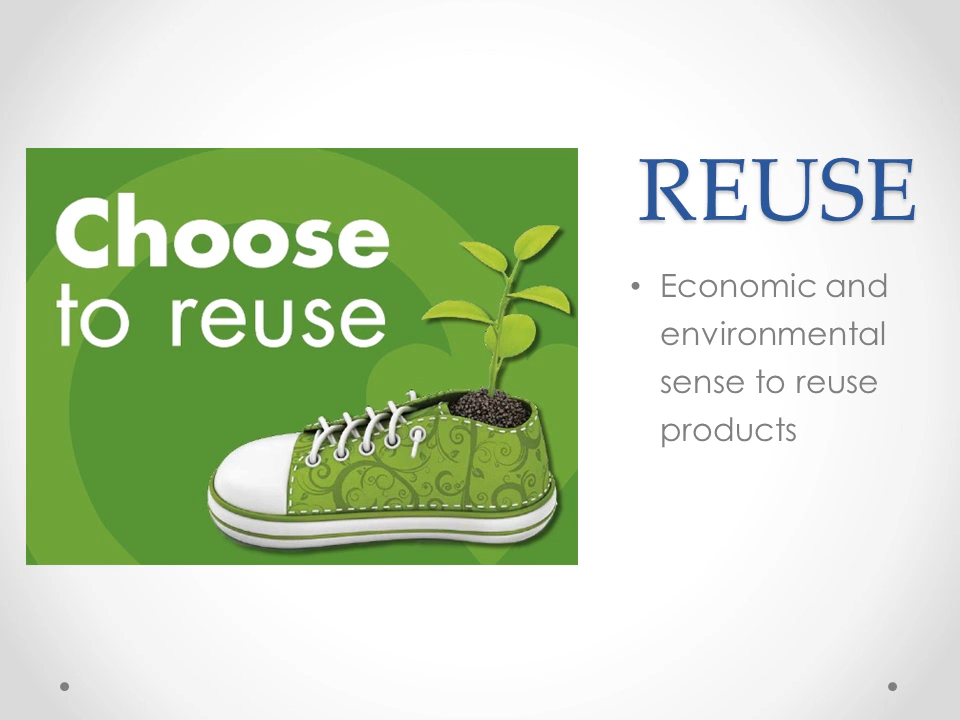 Choose
to reuse
REUSE
• Economic and
environmental
sense to reuse
products